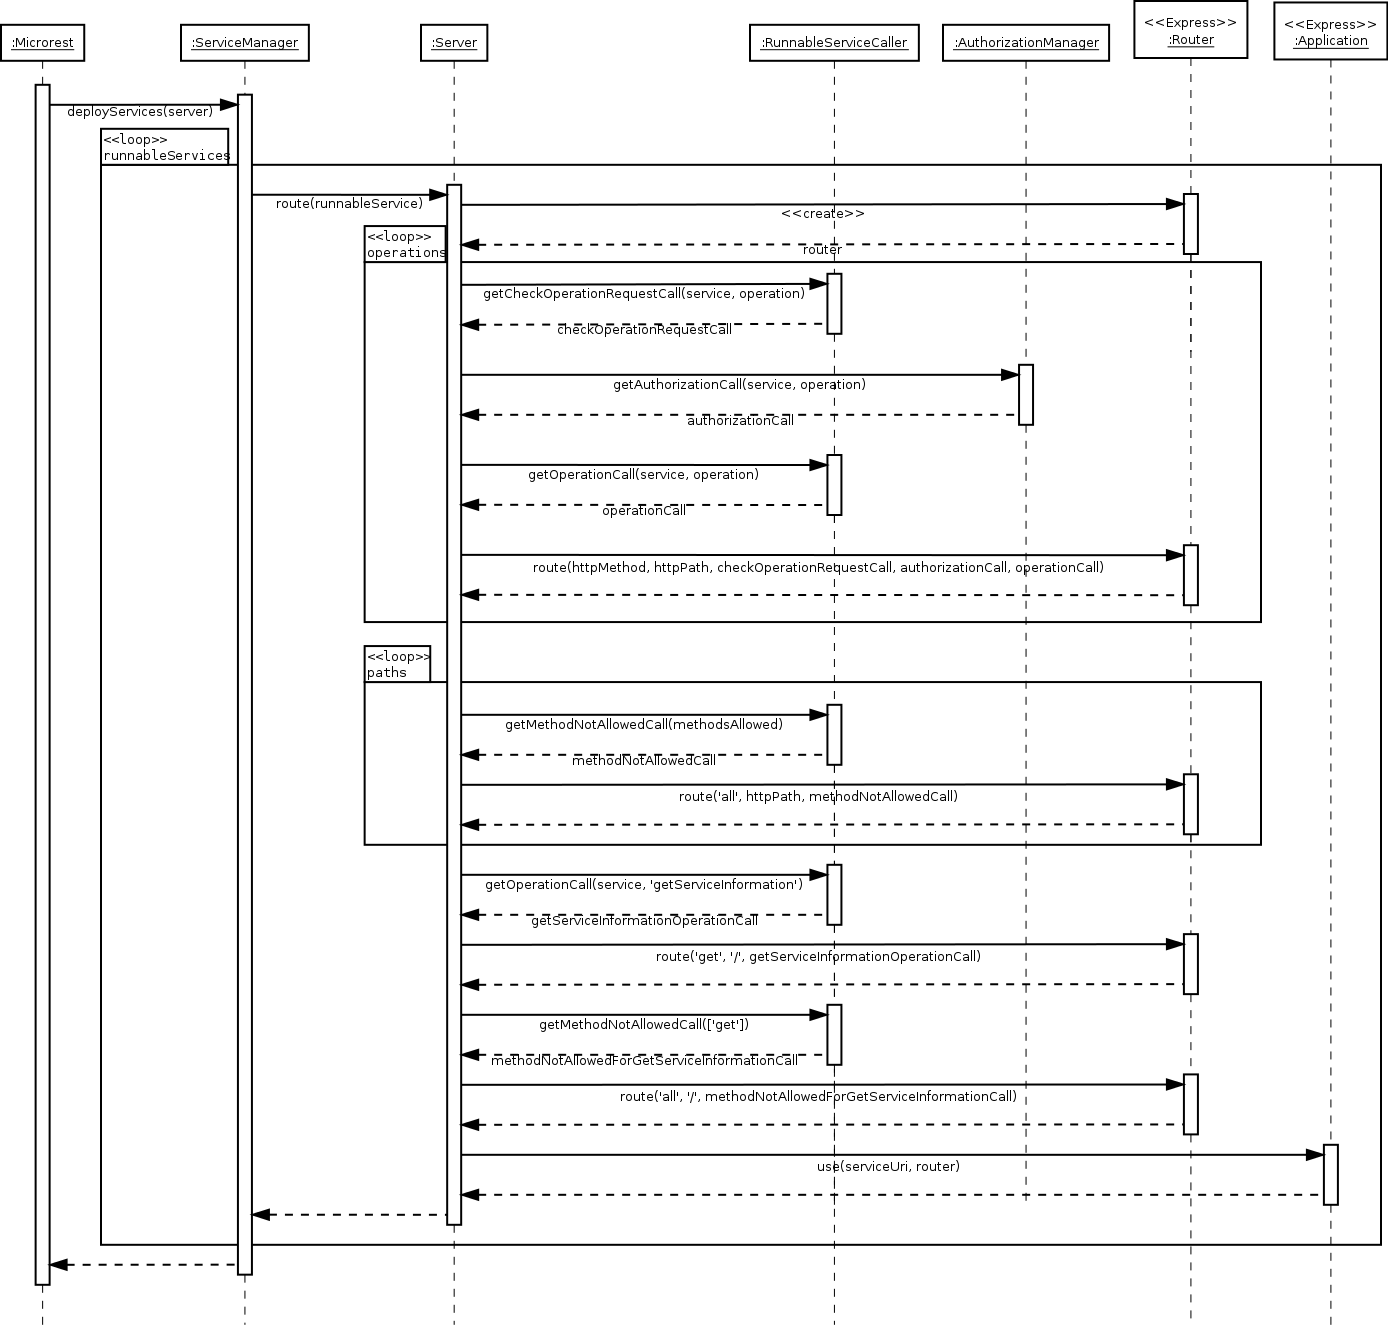 :Microrest
:ServiceManager
:Server
:RunnableServiceCaller
:AuthorizationManager
<<Express>>
:Router
<<Express>>
:Application
deployServices(server)
<<loop>>
runnableServices
route(runnableService)
<<create>>
router
<<loop>>
operations
getCheckOperationRequestCall(service, operation)
checkOperationRequestCall
getAuthorizationCall(service, operation)
authorizationCall
getOperationCall(service, operation)
operationCall
route(httpMethod, httpPath, checkOperationRequestCall, authorizationCall, operationCall)
<<loop>>
paths
getMethodNotAllowedCall(methodsAllowed)
methodNotAllowedCall
route('all', httpPath, methodNotAllowedCall)
getOperationCall(service, 'getServiceInformation')
getServiceInformationOperationCall
route('get', '/', getServiceInformationOperationCall)
getMethodNotAllowedCall(['get'])
methodNotAllowedForGetServiceInformationCall
route('all', '/', methodNotAllowedForGetServiceInformationCall)
use(serviceUri, router)